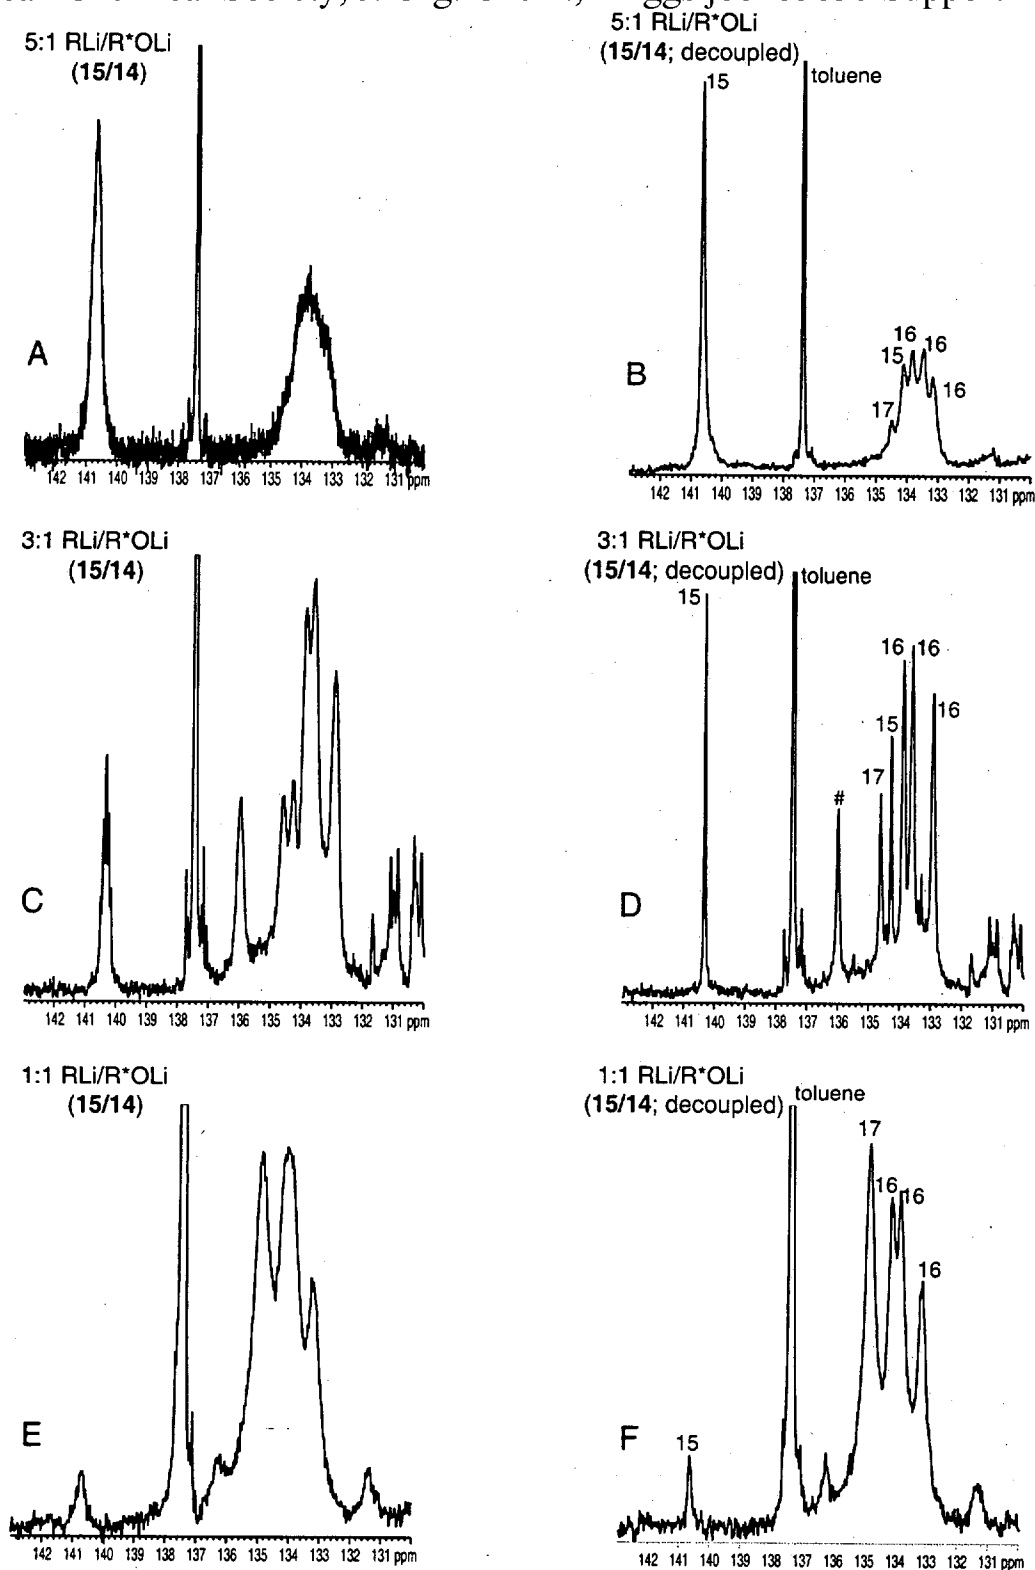 5:1 RLi/R*OLi
(15/14)
A
142 141 140 139 138 137 136 135 134 133 132 131 ppm
5:1 RLi/R*OLi
(15/14; decoupled)
15
toluene
B
17
15
16
16
16
142 141 140 139 138 137 136 135 134 133 132 131 ppm
3:1 RLi/R*OLi
(15/14)
C
142 141 140 139 138 137 136 135 134 133 132 131 ppm
3:1 RLi/R*OLi
(15/14; decoupled)
toluene
15
D
#
17
15
16
16
16
142 141 140 139 138 137 136 135 134 133 132 131 ppm
1:1 RLi/R*OLi
(15/14)
E
142 141 140 139 138 137 136 135 134 133 132 131 ppm
1:1 RLi/R*OLi
(15/14; decoupled)
toluene
F
15
17
16
16
16
142 141 140 139 138 137 136 135 134 133 132 131 ppm